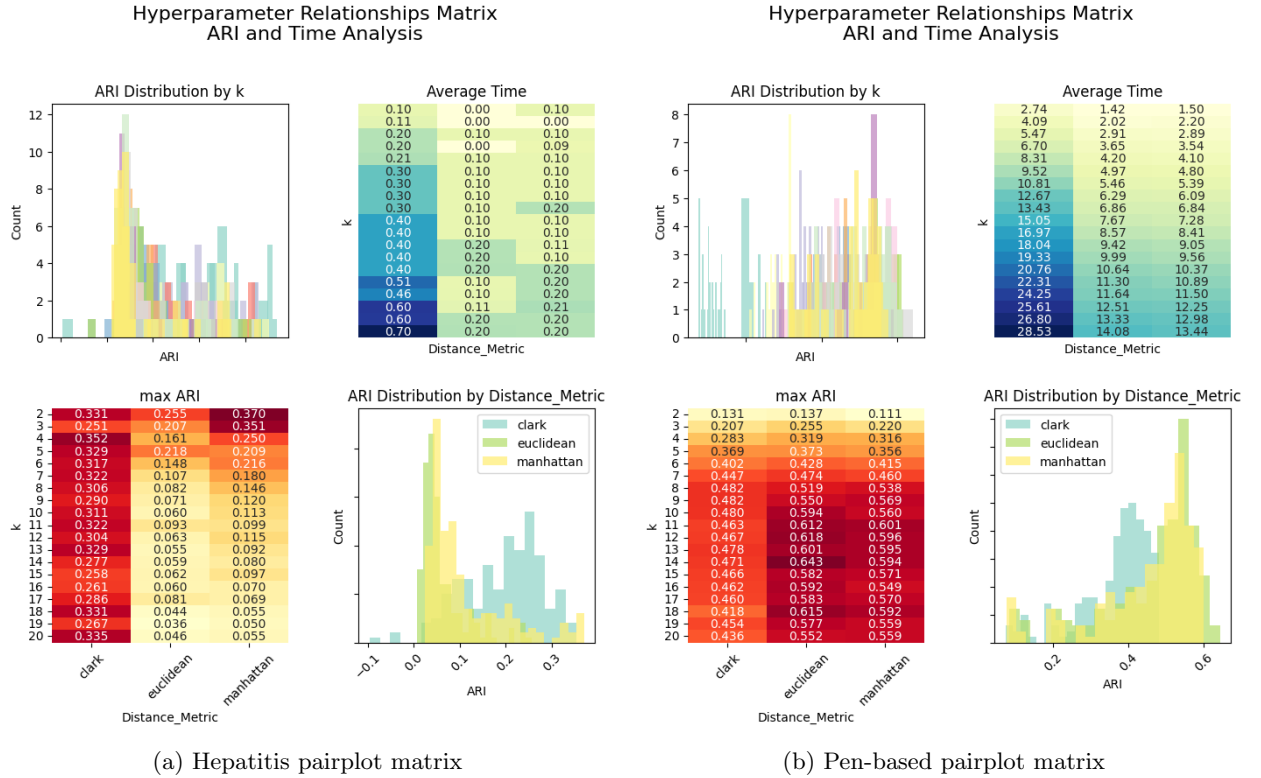 Hyperparameter Relationships Matrix
ARI and Time Analysis
ARI Distribution by k
12
10
8
6
4
2
0
Count
ARI
Average Time
0.10 0.00 0.10
0.11 0.00 0.00
0.20 0.10 0.10
0.20 0.00 0.09
0.21 0.10 0.10
0.30 0.10 0.10
0.30 0.10 0.10
0.30 0.10 0.10
0.30 0.10 0.20
0.40 0.10 0.10
0.40 0.10 0.10
0.40 0.20 0.11
0.40 0.20 0.10
0.40 0.20 0.20
0.51 0.10 0.20
0.46 0.10 0.20
0.60 0.11 0.21
0.60 0.20 0.20
0.70 0.20 0.20
k
Distance_Metric
max ARI
2 0.331 0.255 0.370
3 0.251 0.207 0.351
4 0.352 0.161 0.250
5 0.329 0.218 0.209
6 0.317 0.148 0.216
7 0.322 0.107 0.180
8 0.306 0.082 0.146
9 0.290 0.071 0.120
10 0.311 0.060 0.113
11 0.322 0.093 0.099
12 0.304 0.063 0.115
13 0.329 0.055 0.092
14 0.277 0.059 0.080
15 0.258 0.062 0.097
16 0.261 0.060 0.070
17 0.286 0.081 0.069
18 0.331 0.044 0.055
19 0.267 0.036 0.050
20 0.335 0.046 0.055
k
clark euclidean manhattan
Distance_Metric
ARI Distribution by Distance_Metric
clark
euclidean
manhattan
Count
−0.1 0.0 0.1 0.2 0.3
ARI
(a) Hepatitis pairplot matrix
Hyperparameter Relationships Matrix
ARI and Time Analysis
ARI Distribution by k
8
7
6
5
4
3
2
1
0
Count
ARI
Average Time
2.74 1.42 1.50
4.09 2.02 2.20
5.47 2.91 2.89
6.70 3.65 3.54
8.31 4.20 4.10
9.52 4.97 4.80
10.81 5.46 5.39
12.67 6.29 6.09
13.43 6.86 6.84
15.05 7.67 7.28
16.97 8.57 8.41
18.04 9.42 9.05
19.33 9.99 9.56
20.76 10.64 10.37
22.31 11.30 10.89
24.25 11.64 11.50
25.61 12.51 12.25
26.80 13.33 12.98
28.53 14.08 13.44
k
Distance_Metric
max ARI
2 0.131 0.137 0.111
3 0.207 0.255 0.220
4 0.283 0.319 0.316
5 0.369 0.373 0.356
6 0.402 0.428 0.415
7 0.447 0.474 0.460
8 0.482 0.519 0.538
9 0.482 0.550 0.569
10 0.480 0.594 0.560
11 0.463 0.612 0.601
12 0.467 0.618 0.596
13 0.478 0.601 0.595
14 0.471 0.643 0.594
15 0.466 0.582 0.571
16 0.462 0.592 0.549
17 0.460 0.583 0.570
18 0.418 0.615 0.592
19 0.454 0.577 0.559
20 0.436 0.552 0.559
k
clark euclidean manhattan
Distance_Metric
ARI Distribution by Distance_Metric
clark
euclidean
manhattan
Count
0.2 0.4 0.6
ARI
(b) Pen-based pairplot matrix